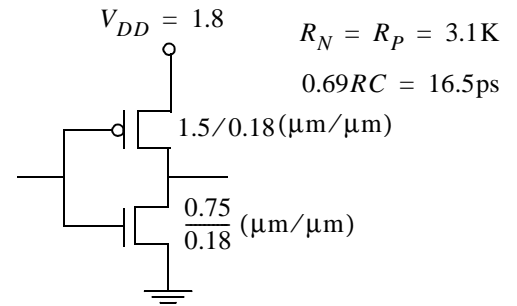 V_DD = 1.8
R_N = R_P = 3.1K
0.69RC = 16.5ps
1.5/0.18(μm/μm)
0.75/0.18 (μm/μm)